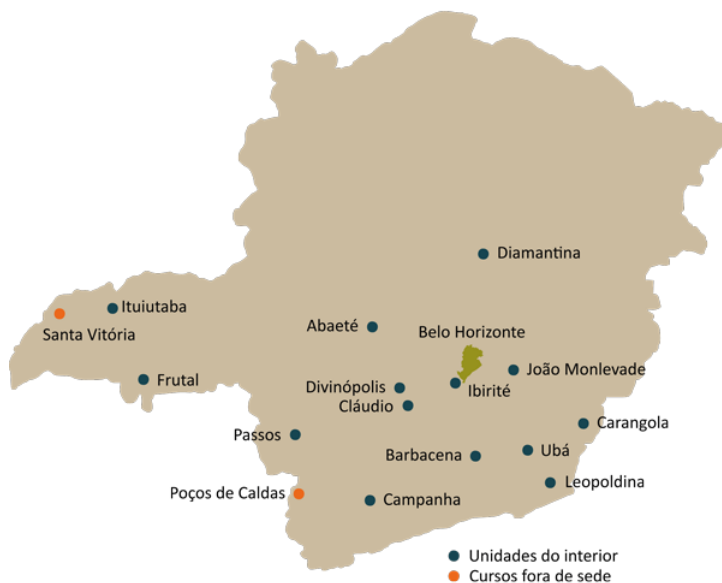 Diamantina
Ituiutaba
Santa Vitória
Abaeté
Belo Horizonte
João Monlevade
Frutal
Divinópolis
Ibirité
Cláudio
Carangola
Passos
Barbacena
Ubá
Leopoldina
Poços de Caldas
Campanha
Unidades do interior
Cursos fora de sede